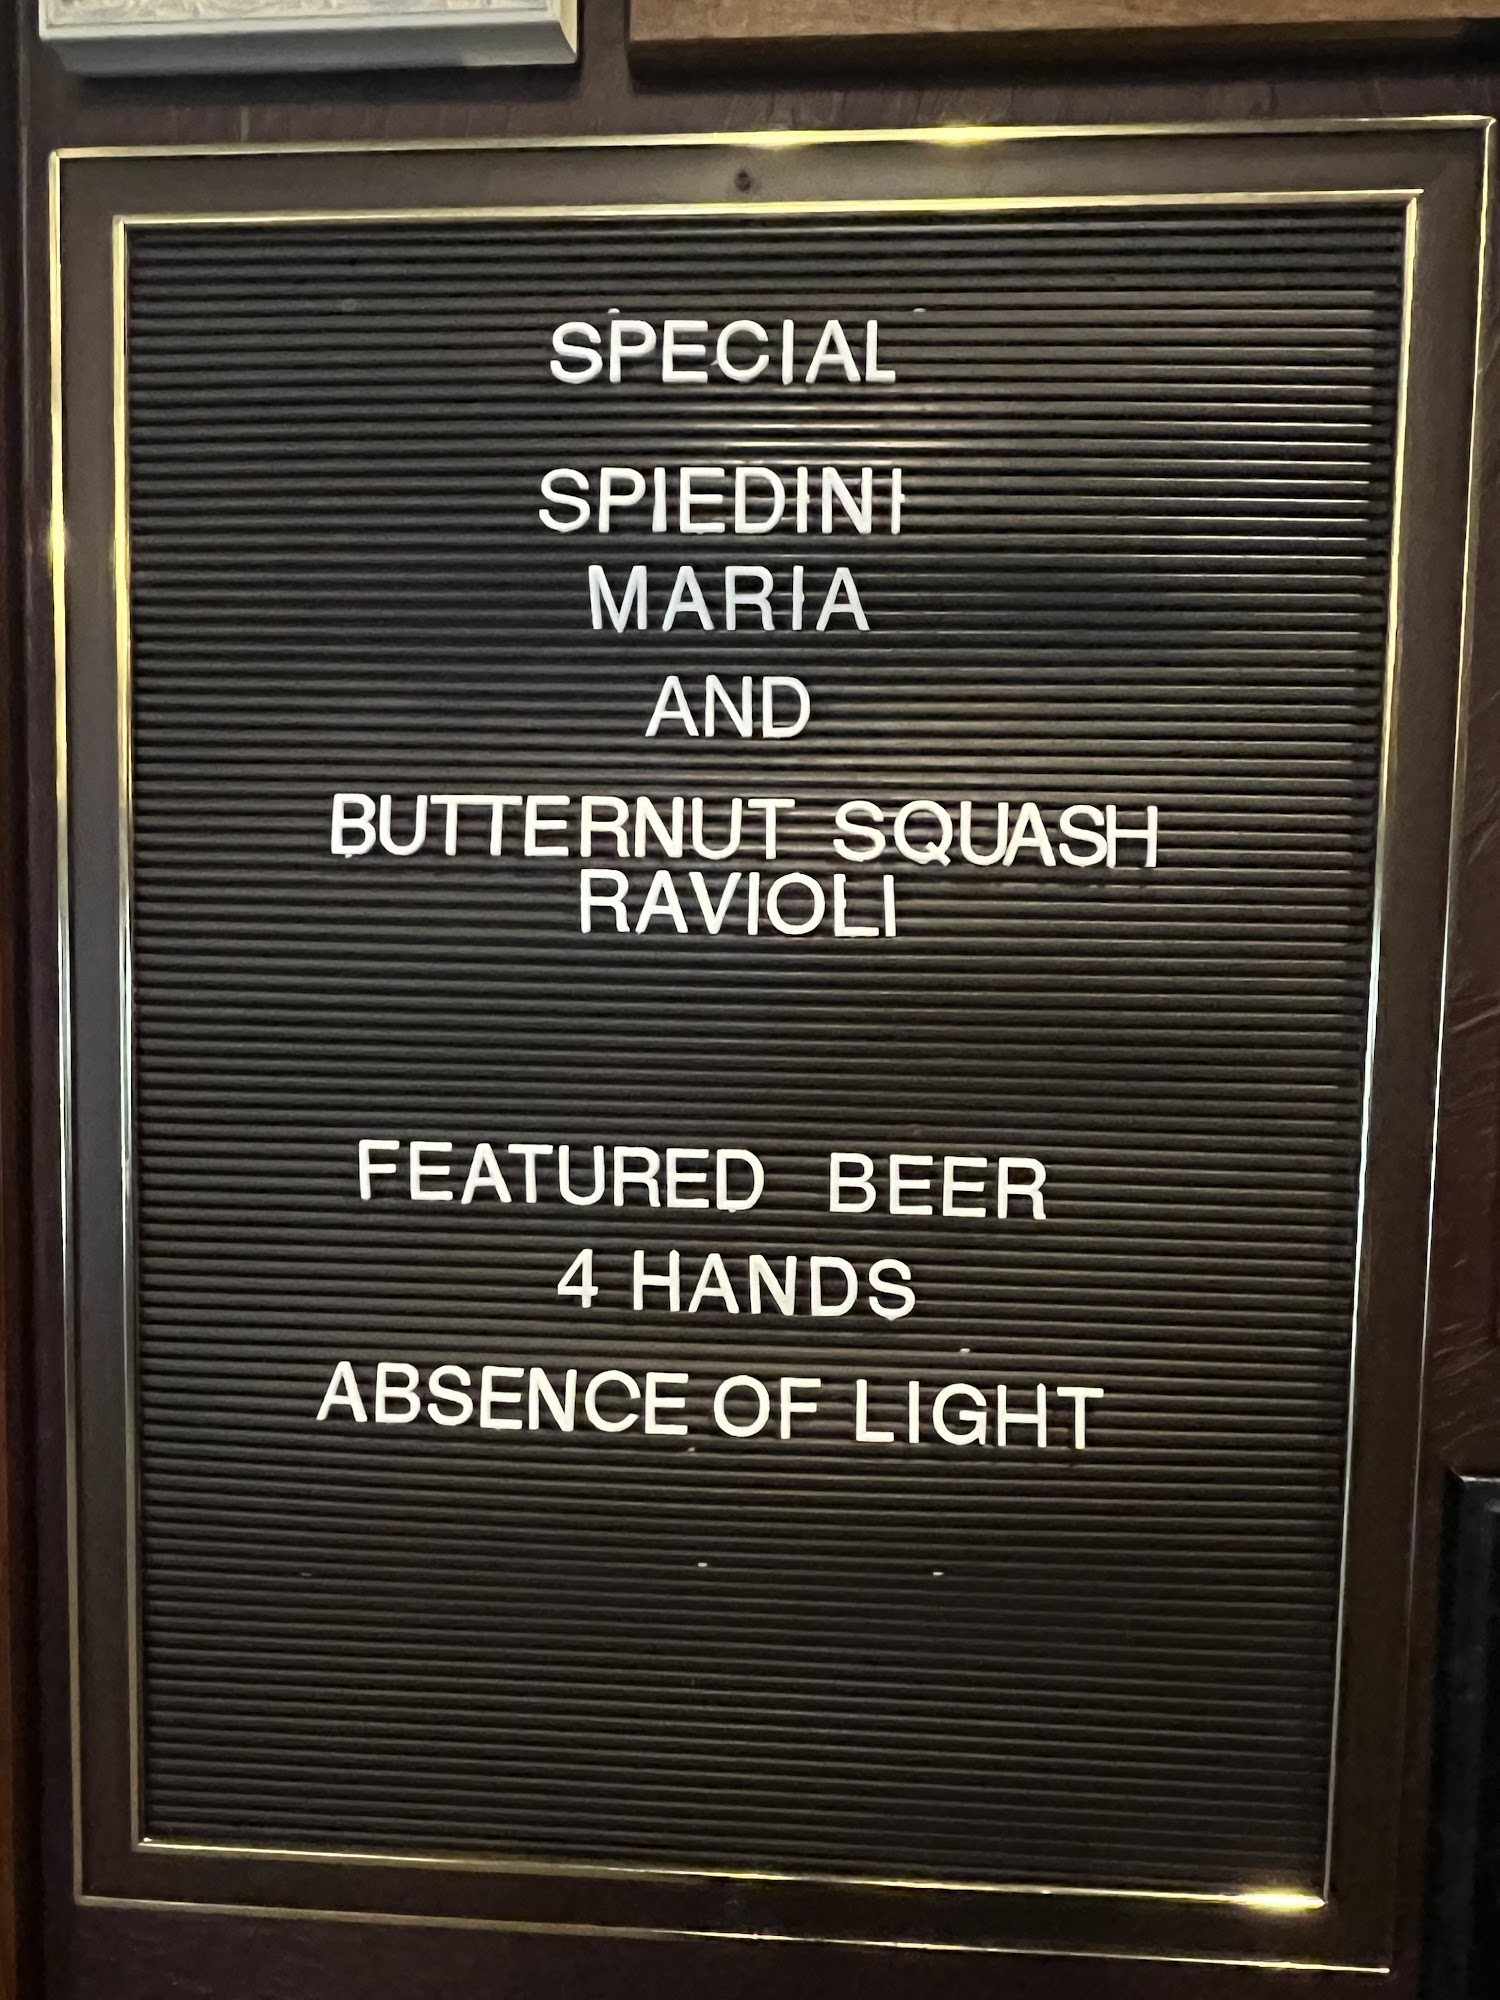 SPECIAL
SPIEDINI
MARIA
AND
BUTTERNUT SQUASH
RAVIOLI
FEATURED BEER
4 HANDS
ABSENCE OF LIGHT